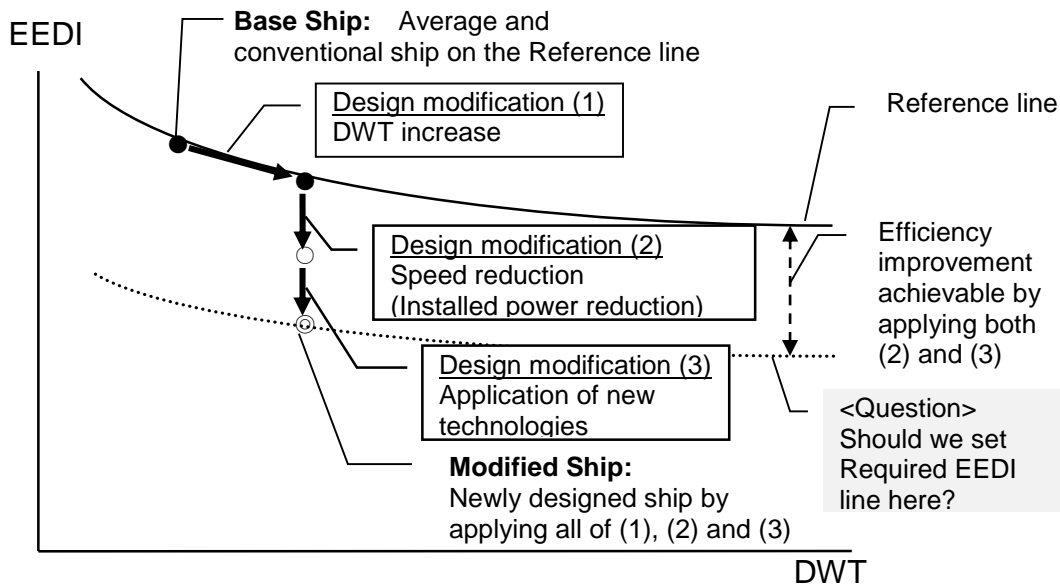 EEDI
Base Ship: Average and
conventional ship on the Reference line
Design modification (1)
DWT increase
Reference line
Design modification (2)
Speed reduction
(Installed power reduction)
Efficiency
improvement
achievable by
applying both
(2) and (3)
Design modification (3)
Application of new
technologies
<Question>
Should we set
Required EEDI
line here?
Modified Ship:
Newly designed ship by
applying all of (1), (2) and (3)
DWT